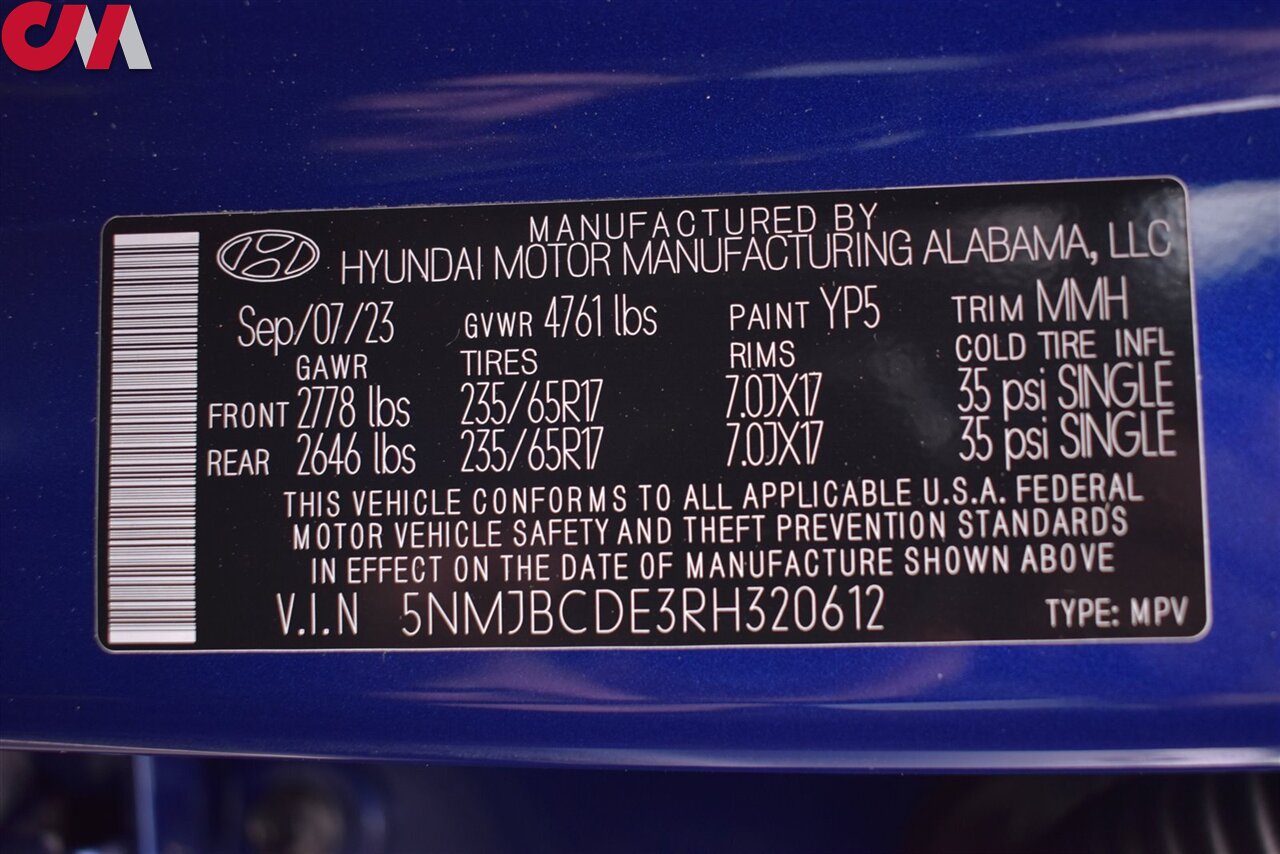 CM
MANUFACTURED BY
HYUNDAI MOTOR MANUFACTURING ALABAMA, LLC
Sep/07/23 GVWR 4761 lbs PAINT YP5 TRIM MMH
GAWR TIRES RIMS COLD TIRE INFL
FRONT 2778 lbs 235/65R17 7.0JX17 35 psi SINGLE
REAR 2646 lbs 235/65R17 7.0JX17 35 psi SINGLE
THIS VEHICLE CONFORMS TO ALL APPLICABLE U.S.A. FEDERAL
MOTOR VEHICLE SAFETY AND THEFT PREVENTION STANDARDS
IN EFFECT ON THE DATE OF MANUFACTURE SHOWN ABOVE
V.I.N 5NMJBCDE3RH320612 TYPE: MPV